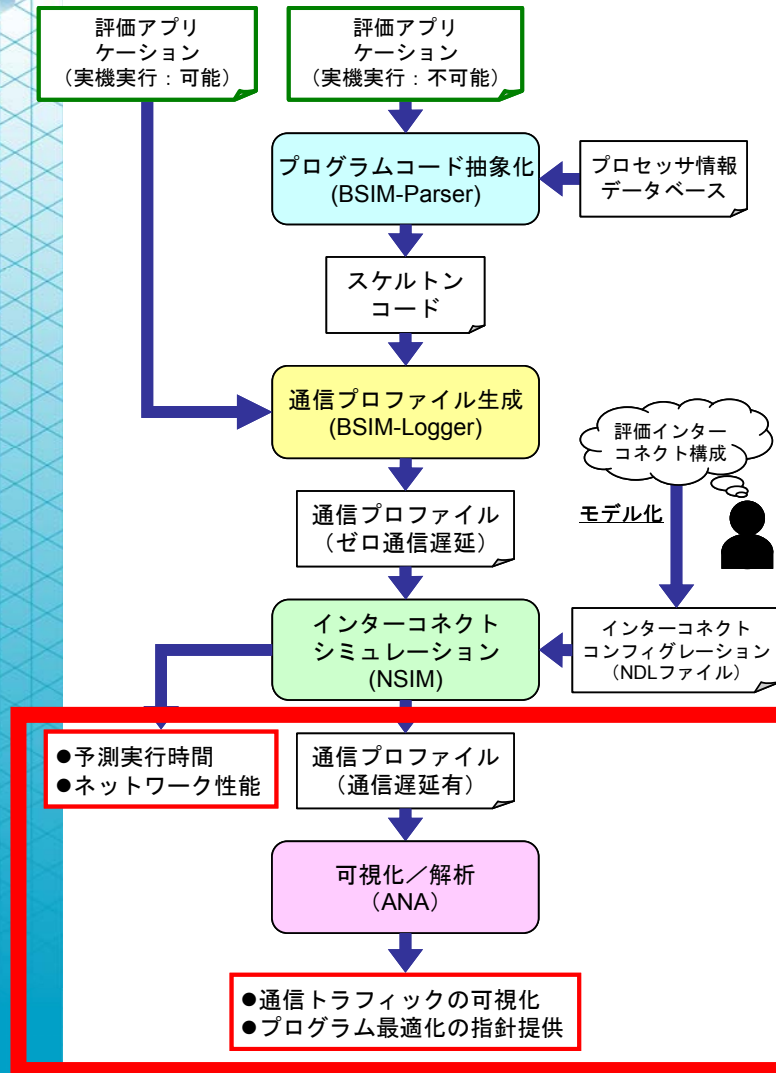 評価アプリ
ケーション
（実機実行：可能）
評価アプリ
ケーション
（実機実行：不可能）
プログラムコード抽象化
(BSIM-Parser)
プロセッサ情報
データベース
スケルトン
コード
通信プロファイル生成
(BSIM-Logger)
評価インター
コネクト構成
通信プロファイル
（ゼロ通信遅延）
モデル化
インターコネクト
シミュレーション
(NSIM)
インターコネクト
コンフィグレーション
（NDLファイル）
●予測実行時間
●ネットワーク性能
通信プロファイル
（通信遅延有）
可視化／解析
（ANA）
●通信トラフィックの可視化
●プログラム最適化の指針提供